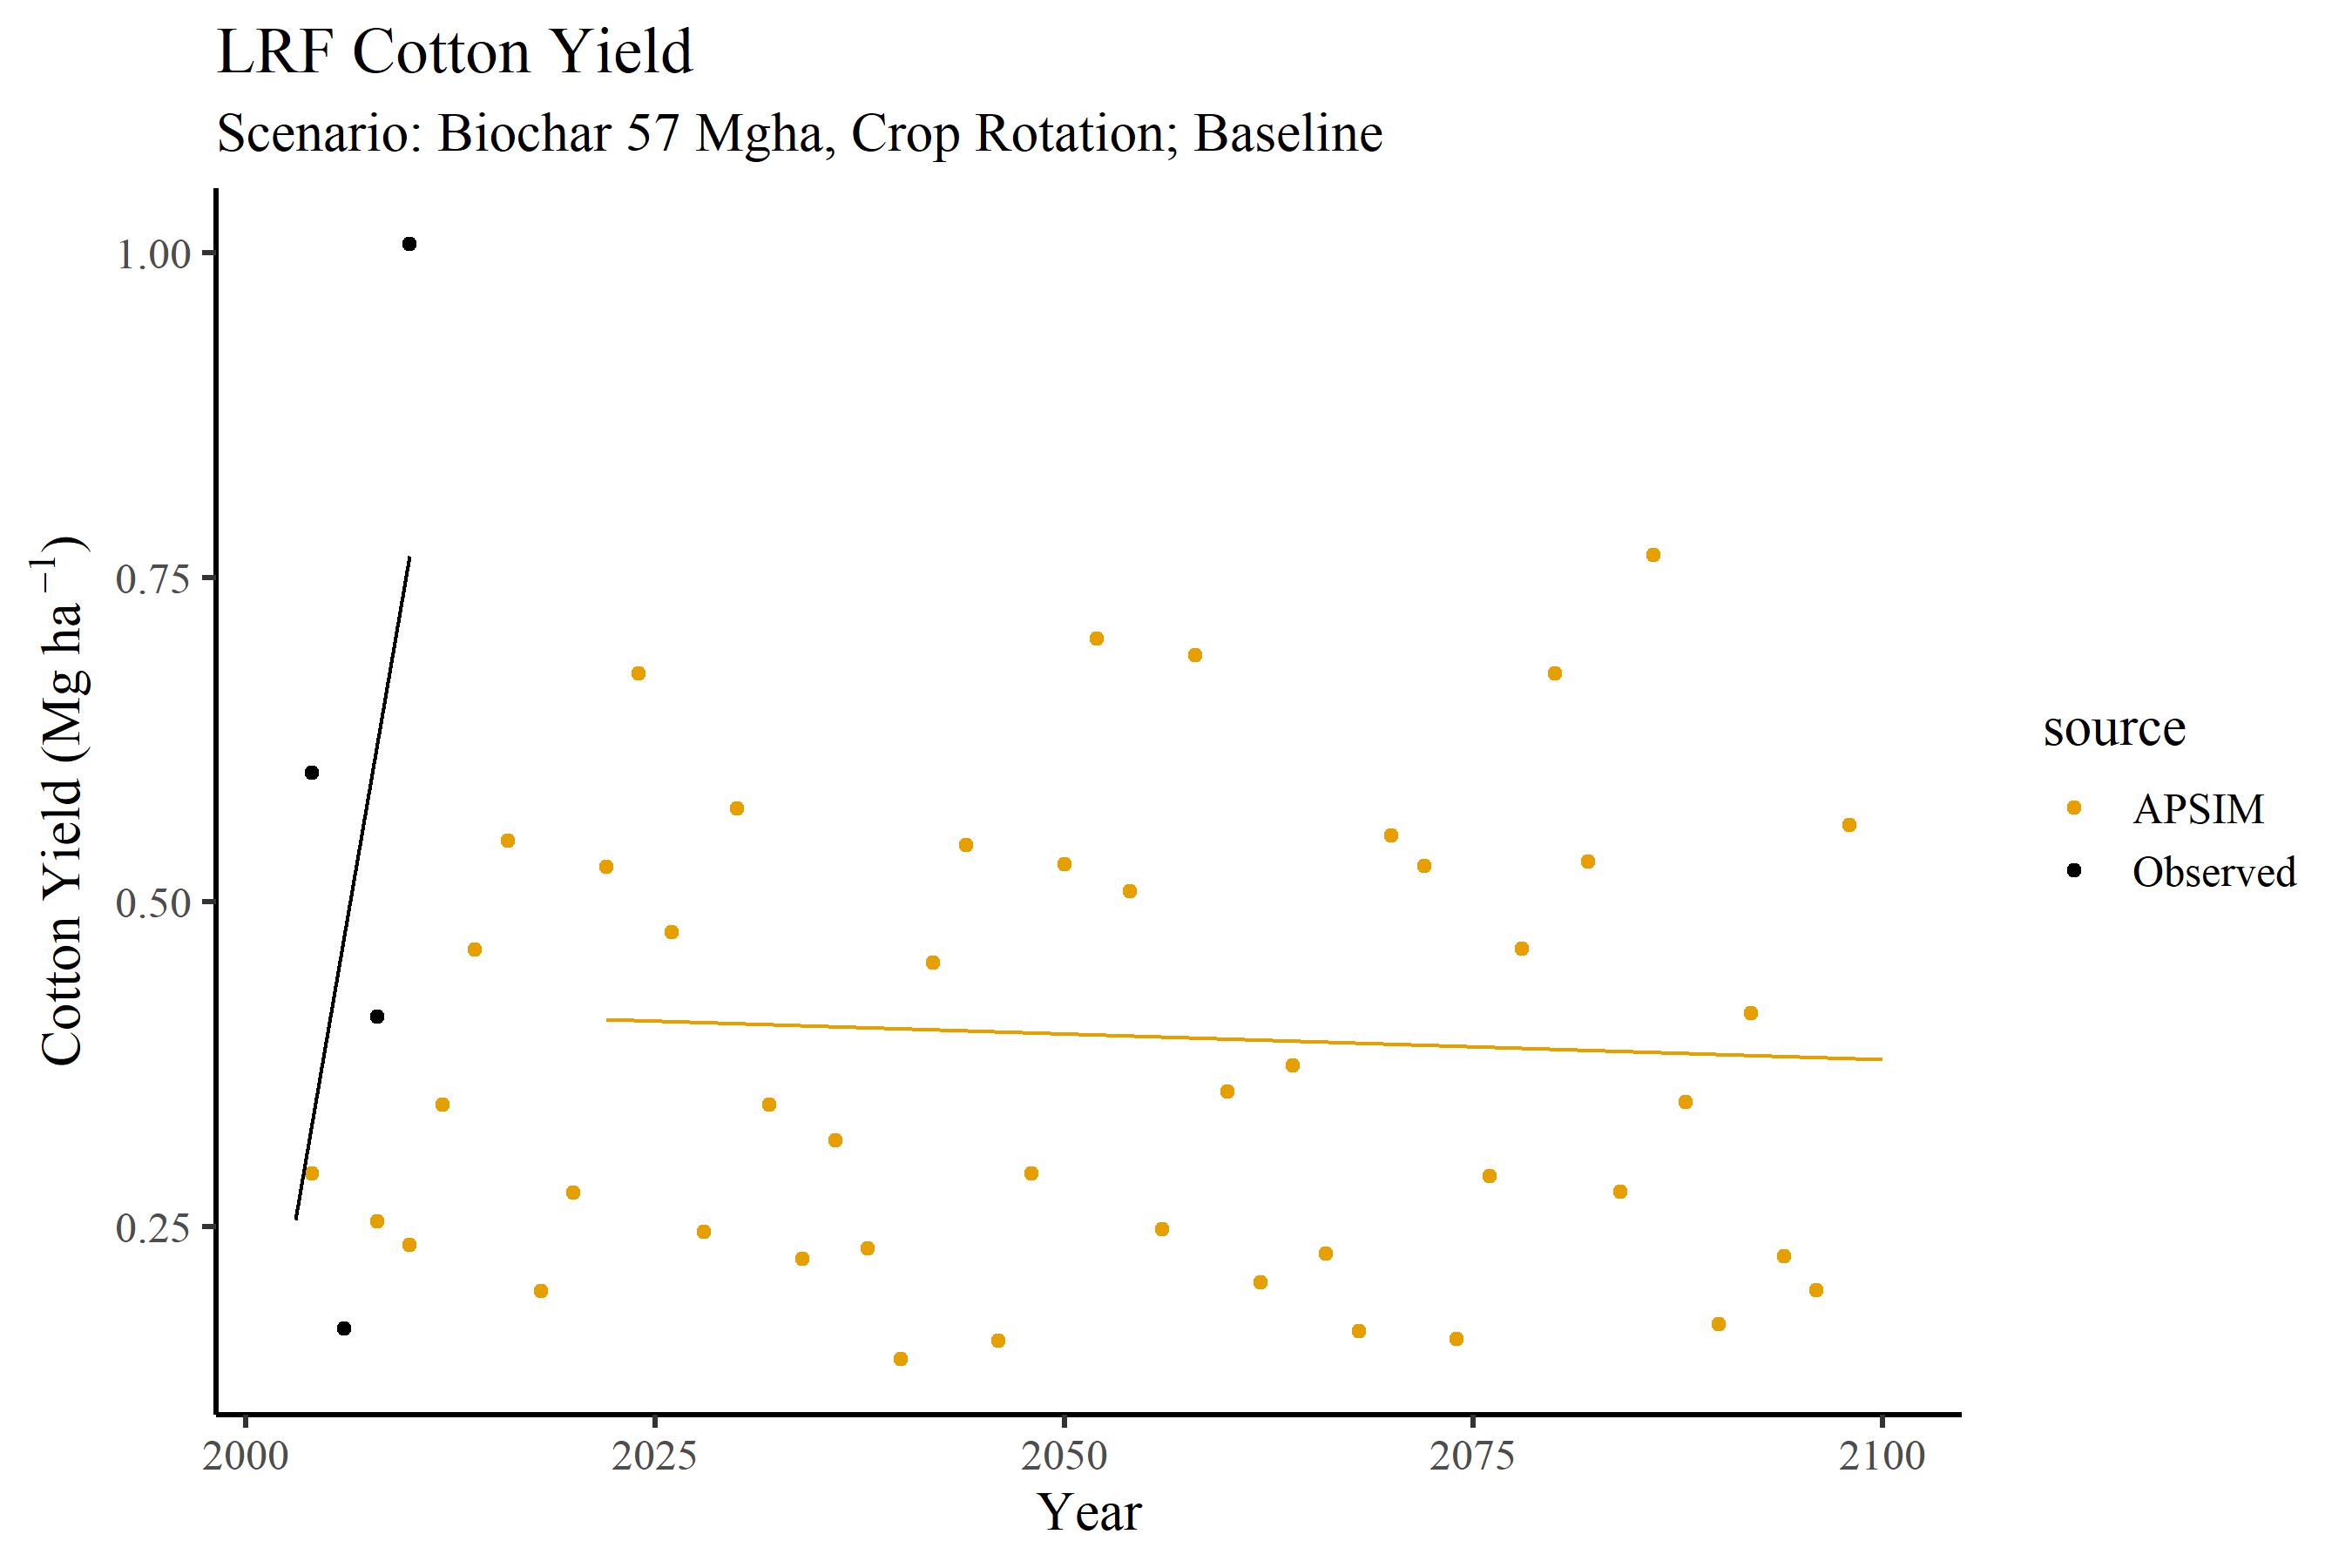 LRF Cotton Yield
Scenario: Biochar 57 Mgha, Crop Rotation; Baseline
Cotton Yield (Mg ha⁻¹)
1.00
0.75
0.50
0.25
2000 2025 2050 2075 2100
Year
source
APSIM
Observed